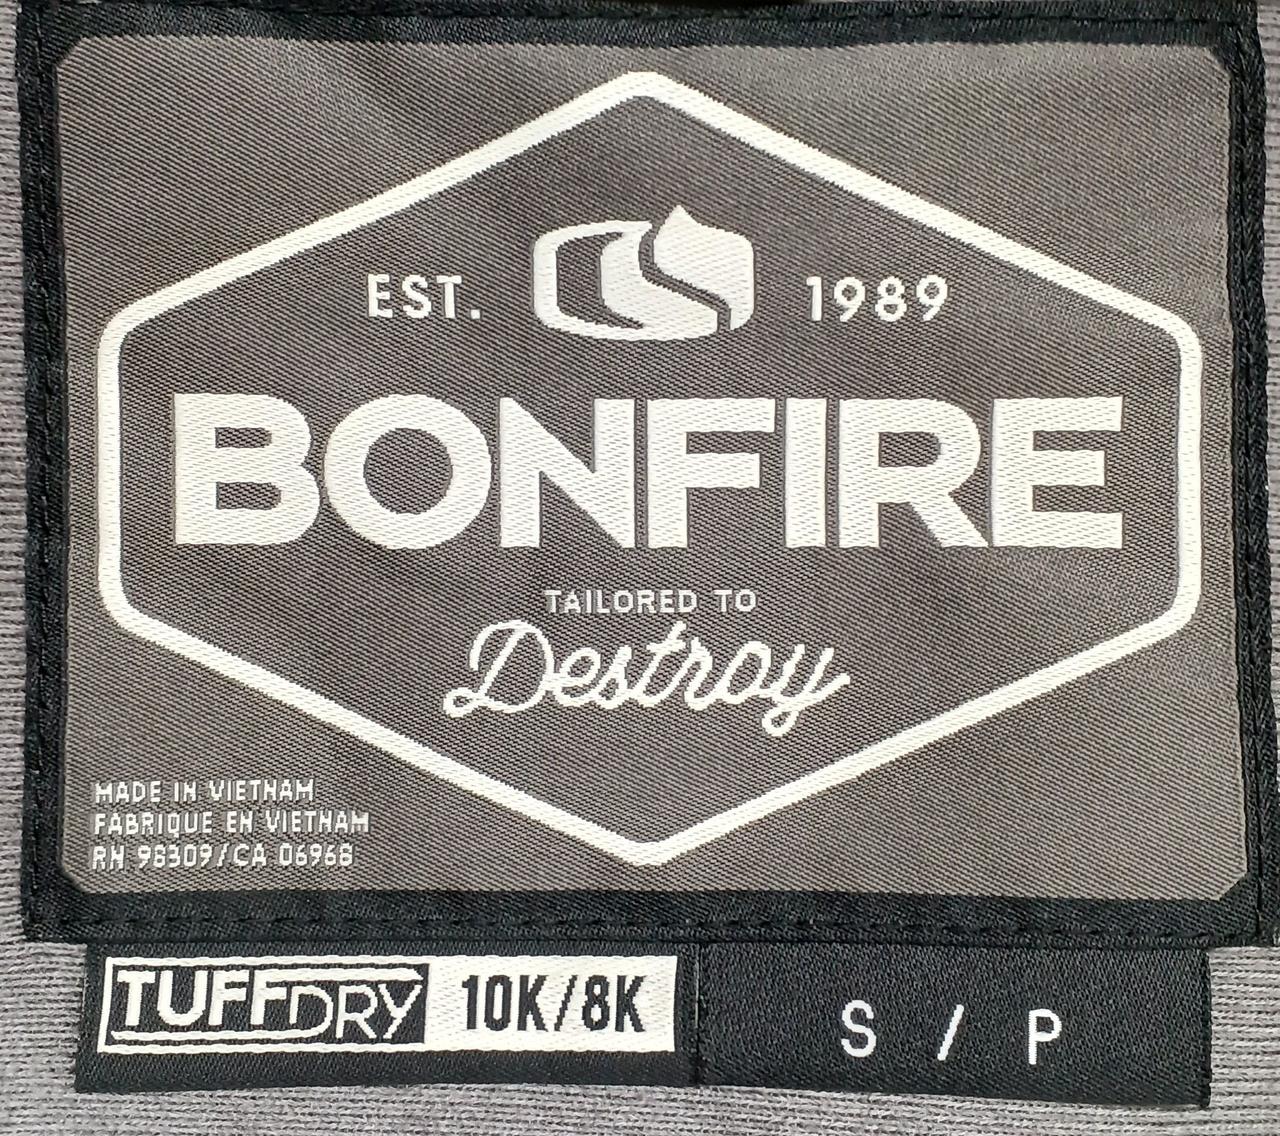 EST. 1989
BONFIRE
TAILORED TO
Destroy
MADE IN VIETNAM
FABRIQUE EN VIETNAM
RN 98309/CA 06968
TUFFDRY 10K/8K
S / P